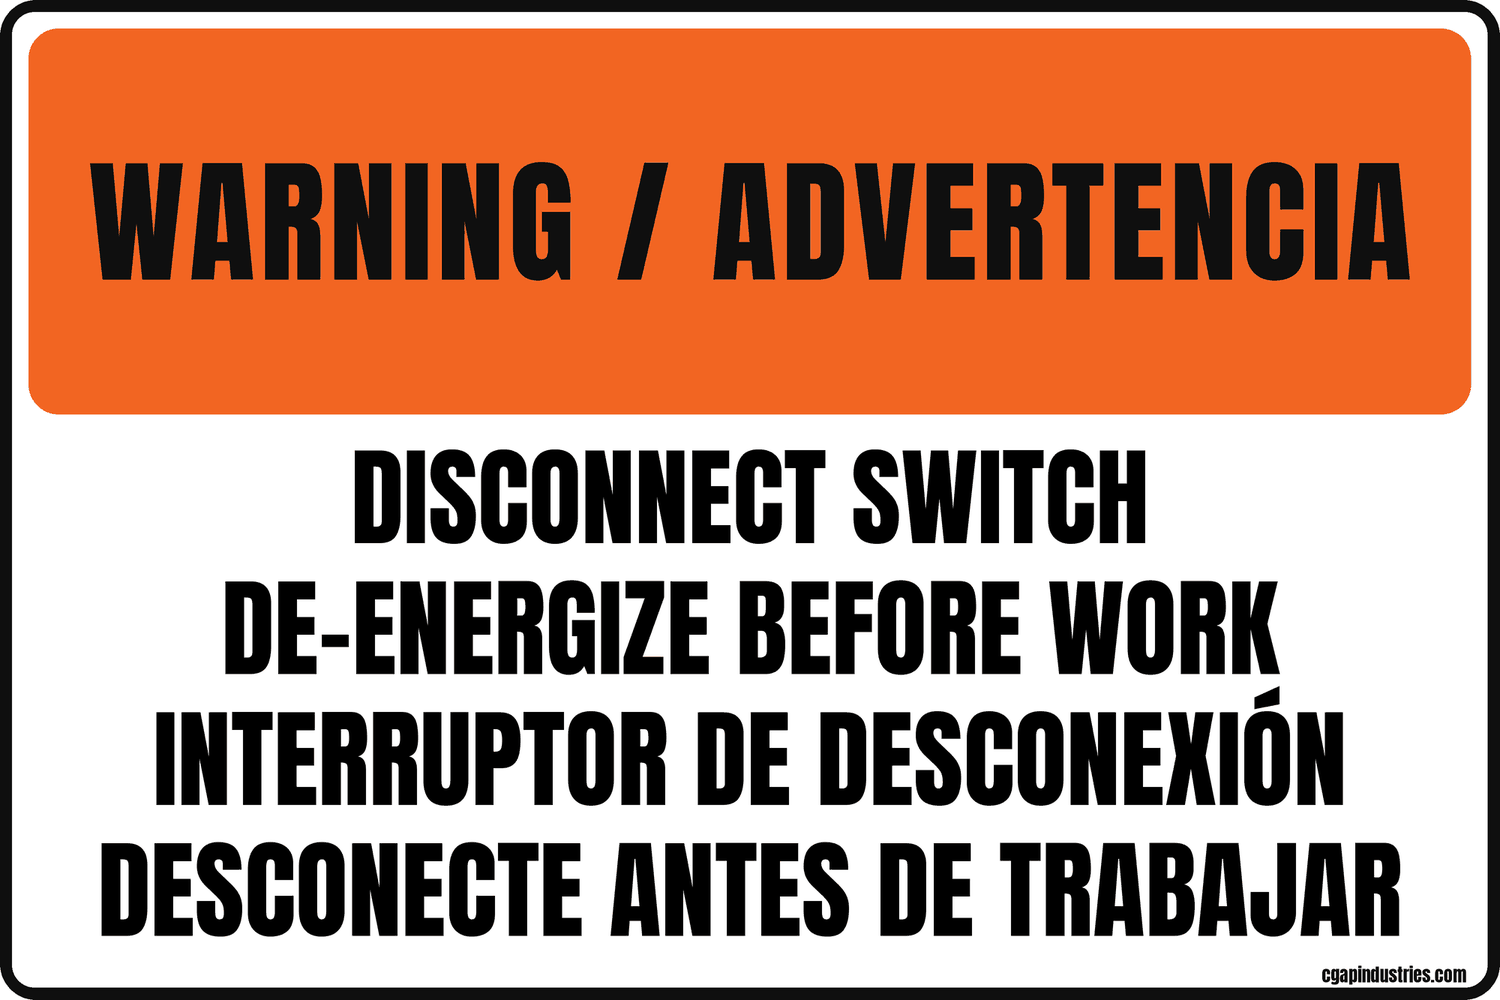 WARNING / ADVERTENCIA
DISCONNECT SWITCH
DE-ENERGIZE BEFORE WORK
INTERRUPTOR DE DESCONEXIÓN
DESCONECTE ANTES DE TRABAJAR
cgapindustries.com